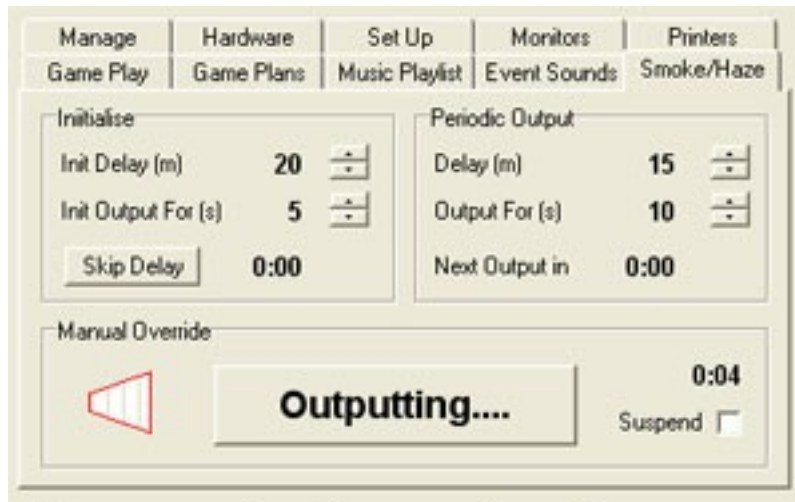 Manage Hardware Set Up Monitors Printers
Game Play Game Plans Music Playlist Event Sounds Smoke/Haze
Initialise
Init Delay (m) 20
Init Output For (s) 5
Skip Delay 0:00
Periodic Output
Delay (m) 15
Output For (s) 10
Next Output in 0:00
Manual Override
Outputting....
0:04
Suspend